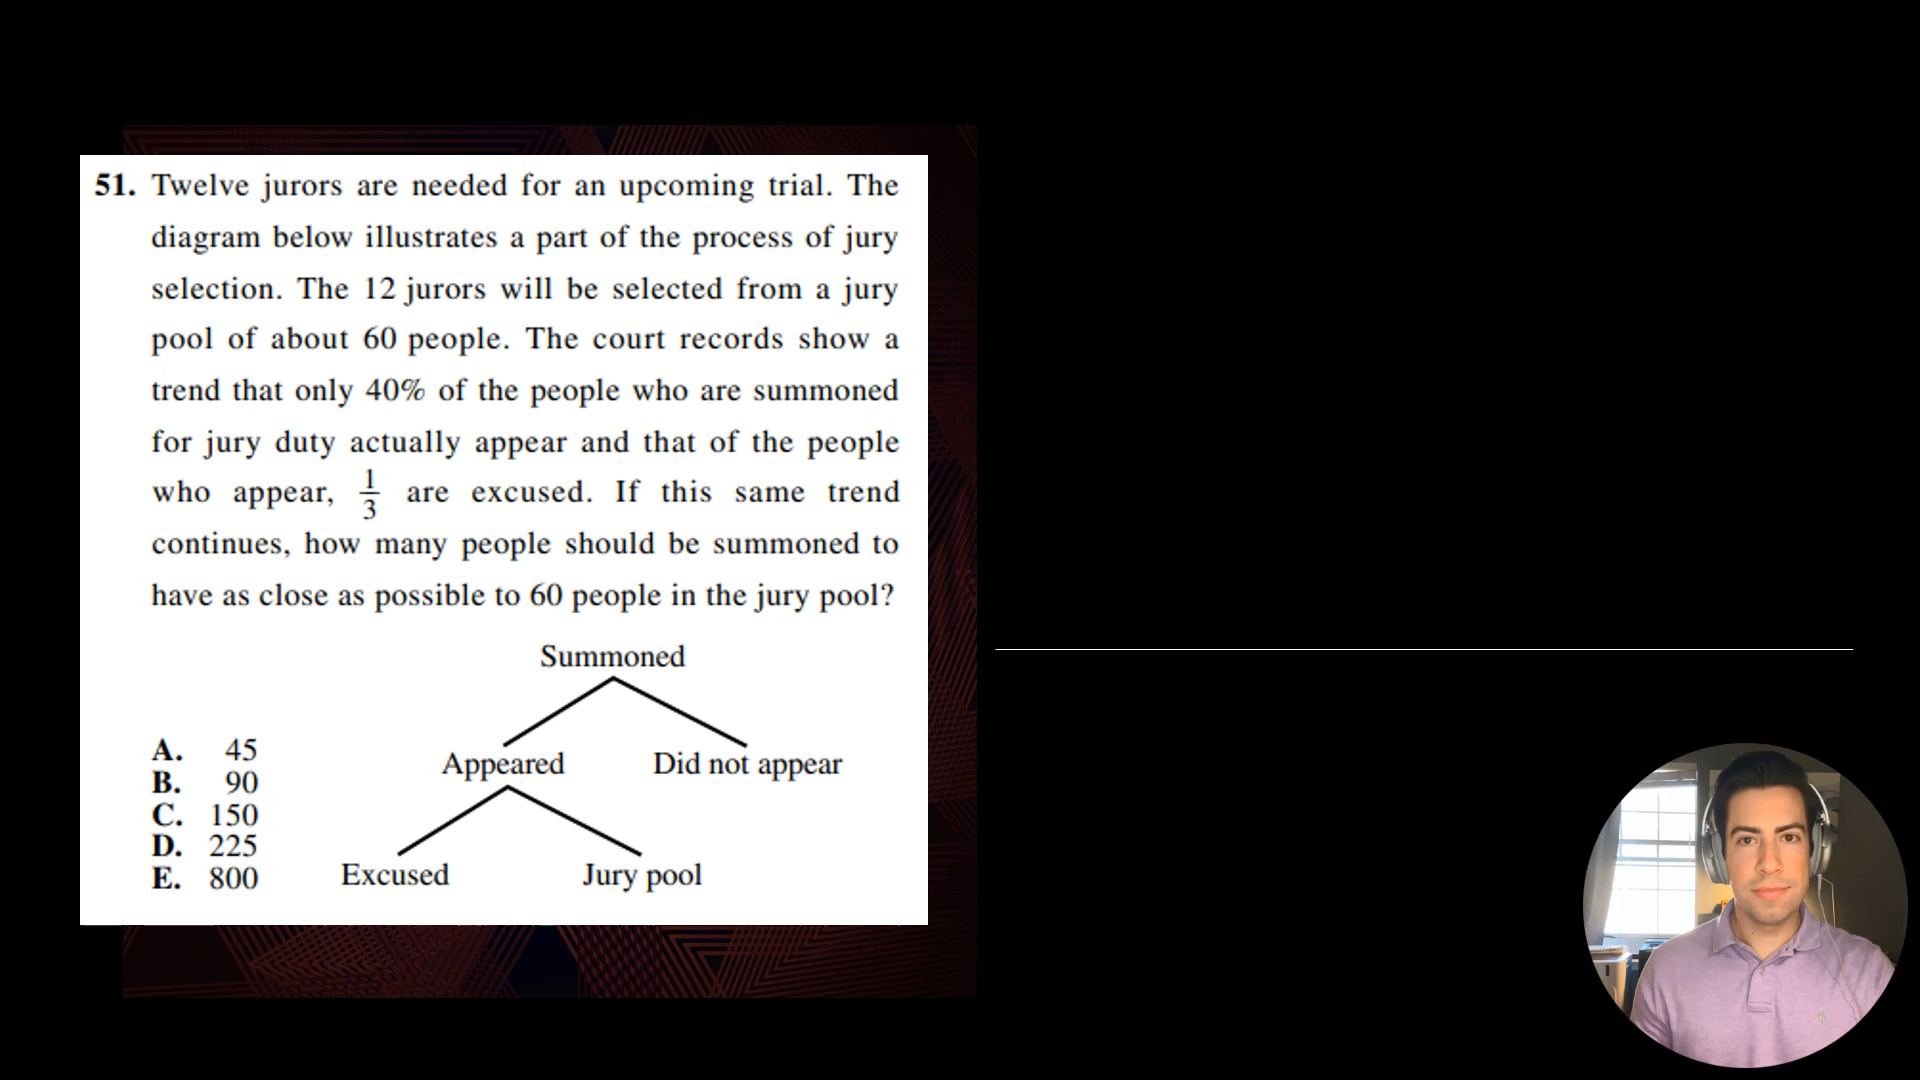 51. Twelve jurors are needed for an upcoming trial. The
diagram below illustrates a part of the process of jury
selection. The 12 jurors will be selected from a jury
pool of about 60 people. The court records show a
trend that only 40% of the people who are summoned
for jury duty actually appear and that of the people
who appear, 1/3 are excused. If this same trend
continues, how many people should be summoned to
have as close as possible to 60 people in the jury pool?
Summoned
Appeared Did not appear
Excused Jury pool
A. 45
B. 90
C. 150
D. 225
E. 800